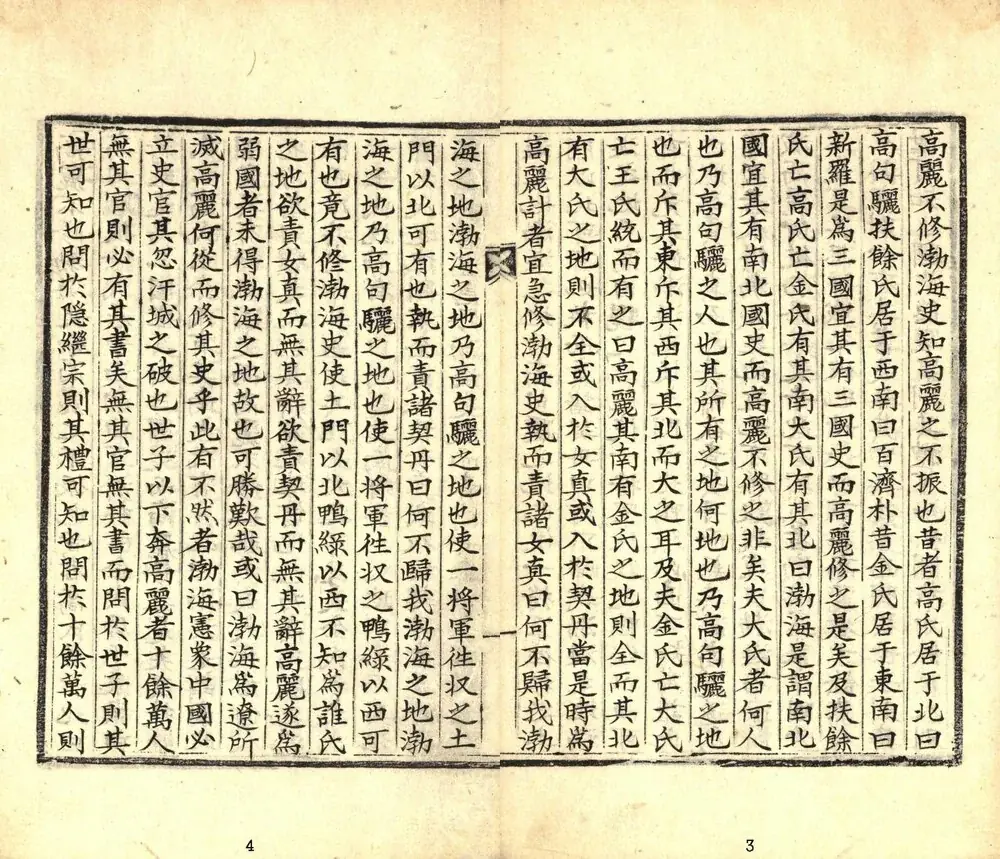 高麗不修渤海史知高麗之不振也昔者高氏居于北曰
高句驪扶餘氏居于西南曰百濟朴昔金氏居于東南曰
新羅是爲三國宜其有三國史而高麗修之是矣及扶餘
氏亡高氏亡金氏有其南大氏有其北曰渤海是謂南北
國宜其有南北國史而高麗不修之非矣夫大氏者何人
也乃高句驪之人也其所有之地何地也乃高句驪之地
也而斥其東斥其西斥其北而大之耳及夫金氏亡大氏
亡王氏統而有之曰高麗其南有金氏之地則全而其北
有大氏之地則不全或入於女真或入於契丹當是時爲
高麗計者宜急修渤海史執而責諸女真曰何不歸我渤
海之地渤海之地乃高句驪之地也使一將軍徃収之土
門以北可有也執而責諸契丹曰何不歸我渤海之地渤
海之地乃高句驪之地也使一將軍徃収之鴨綠以西可
有也竟不修渤海史使土門以北鴨綠以西不知爲誰氏
之地欲責女真而無其辭欲責契丹而無其辭高麗遂爲
弱國者未得渤海之地故也可勝歎哉或曰渤海爲遼所
滅高麗何從而修其史乎此有不然者渤海憲象中國必
立史官其忽汗城之破也世子以下奔高麗者十餘萬人
無其官則必有其書矣無其官無其書而問於世子則其
世可知也問於隱繼宗則其禮可知也問於十餘萬人則
4
3